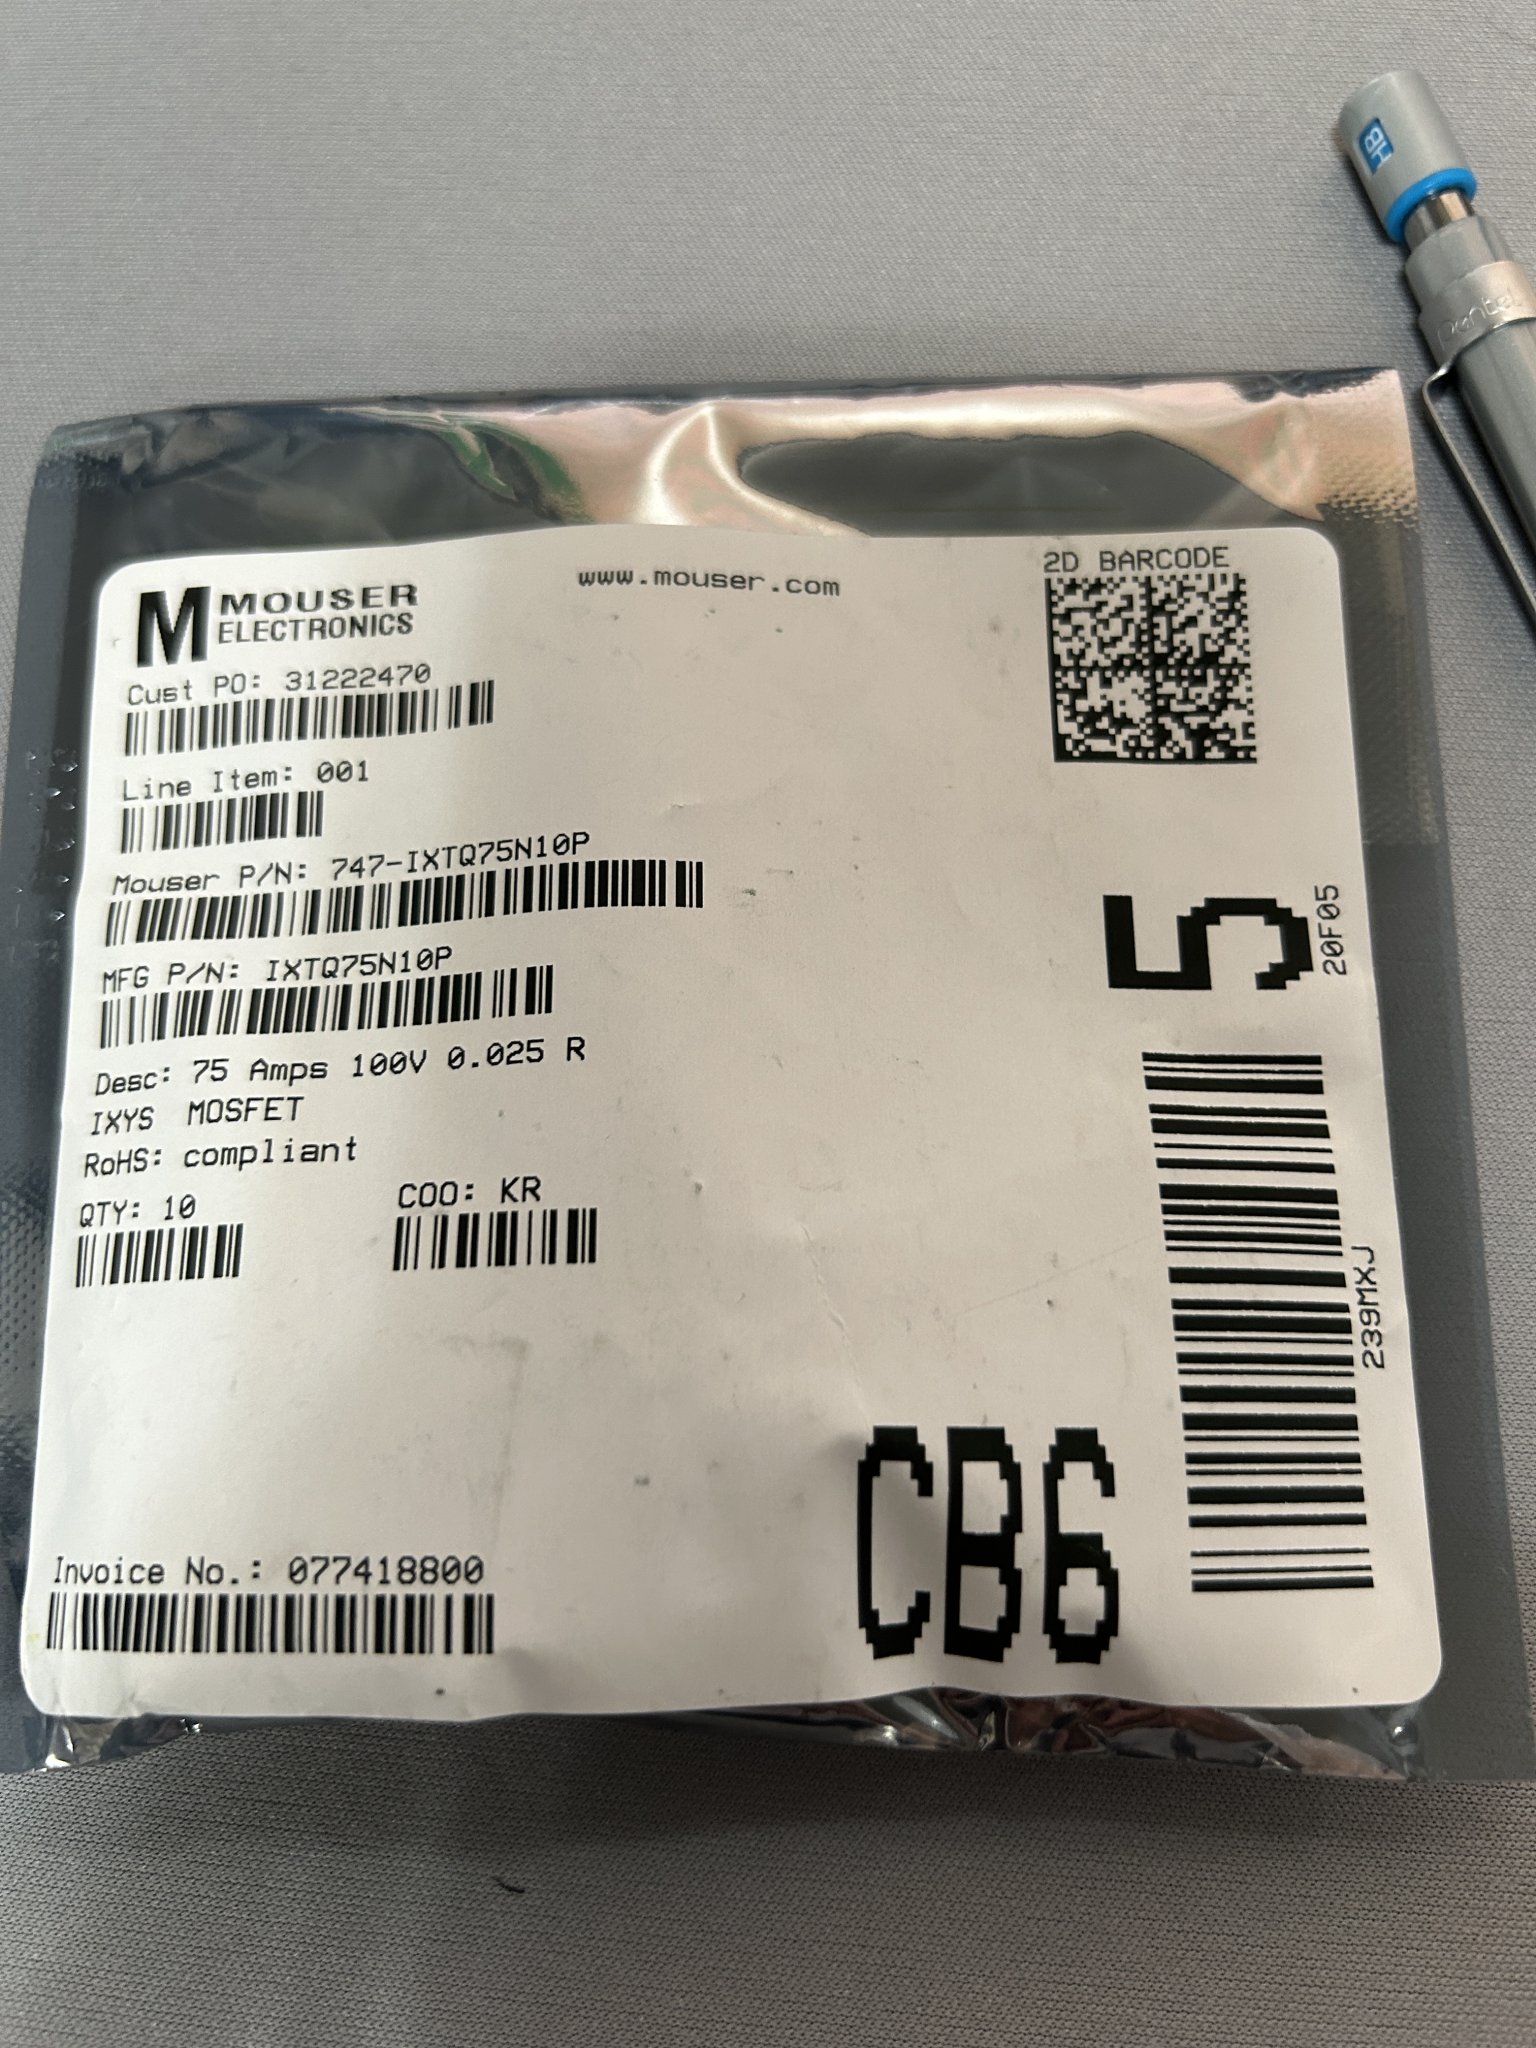 HB
Pentel
www.mouser.com
2D BARCODE
M MOUSER
ELECTRONICS
Cust PO: 31222470
Line Item: 001
Mouser P/N: 747-IXTQ75N10P
MFG P/N: IXTQ75N10P
Desc: 75 Amps 100V 0.025 R
IXYS MOSFET
RoHS: compliant
QTY: 10
COO: KR
5
20F05
239MXJ
CB6
Invoice No.: 077418800